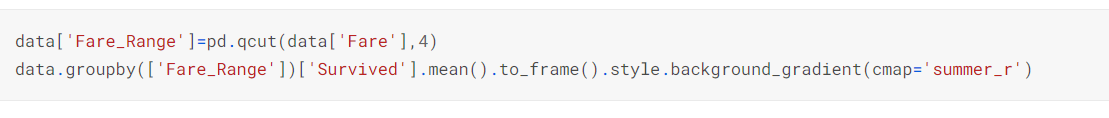 data['Fare_Range']=pd.qcut(data['Fare'],4)
data.groupby(['Fare_Range'])['Survived'].mean().to_frame().style.background_gradient(cmap='summer_r')